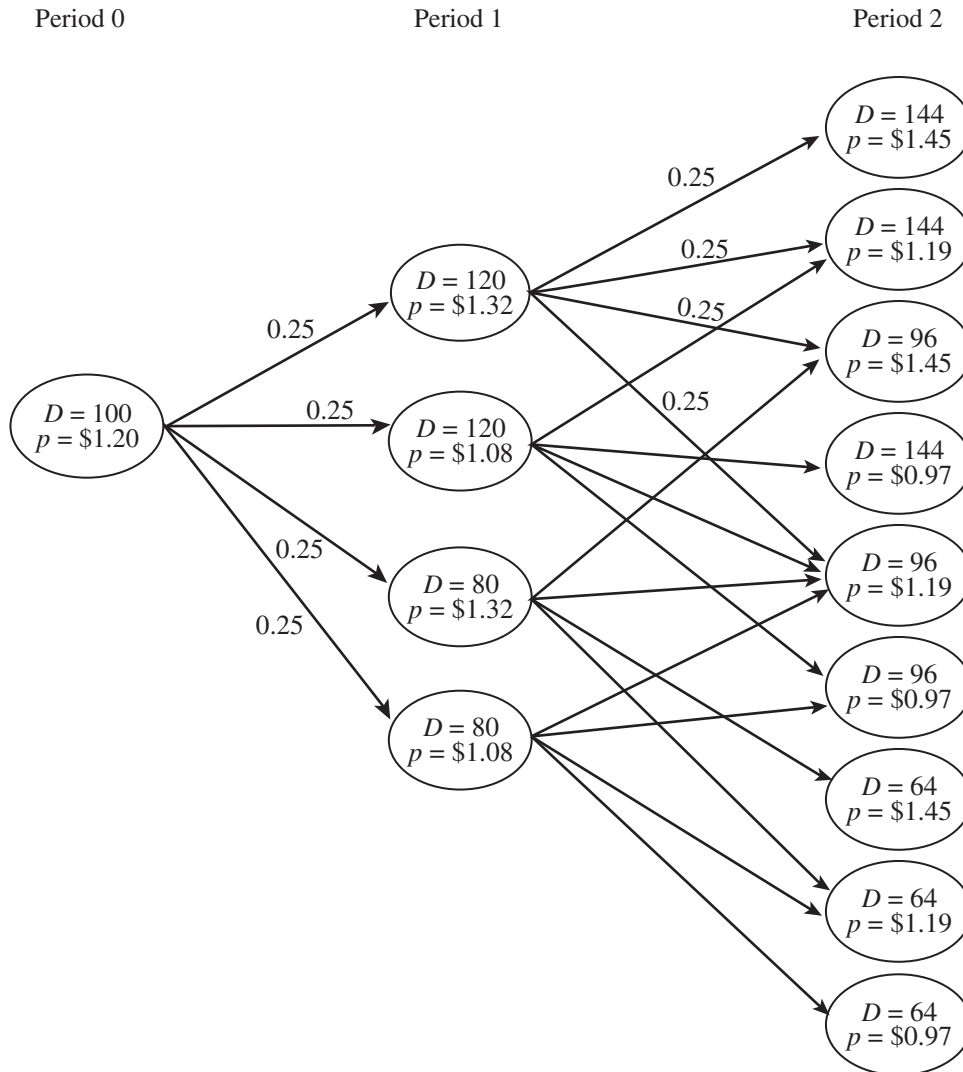 Period 0
Period 1
Period 2
D = 100
p = $1.20
0.25
0.25
0.25
0.25
D = 120
p = $1.32
D = 120
p = $1.08
D = 80
p = $1.32
D = 80
p = $1.08
0.25
0.25
0.25
0.25
D = 144
p = $1.45
D = 144
p = $1.19
D = 96
p = $1.45
D = 144
p = $0.97
D = 96
p = $1.19
D = 96
p = $0.97
D = 64
p = $1.45
D = 64
p = $1.19
D = 64
p = $0.97